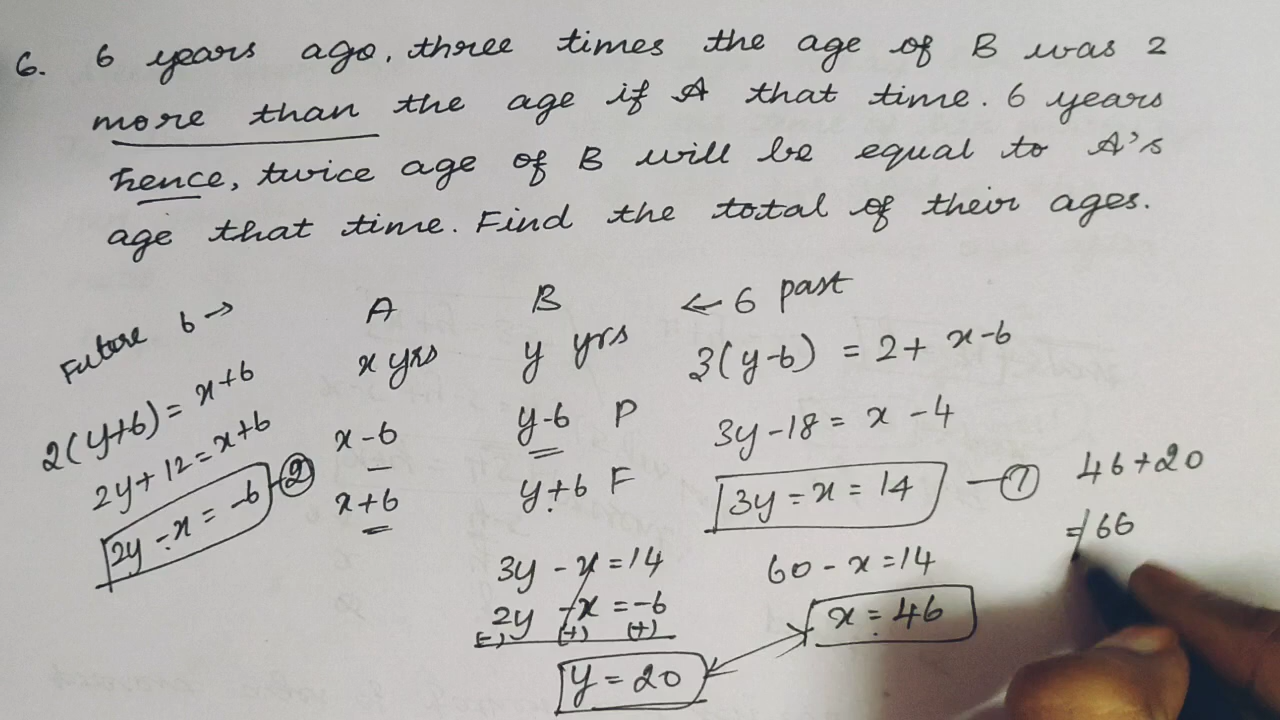 6. 6 years ago, three times the age of B was 2
more than the age if A that time. 6 years
hence, twice age of B will be equal to A's
age that time. Find the total of their ages.
Future 6 →
A B
← 6 past
x yrs y yrs
3(y-6) = 2+ x-6
2(y+6) = x+6
x-6 y-6 P
3y-18 = x -4
2y+12 = x+6
x+6 y+6 F
3y - x = 14 —①
2y - x = -6 -②
46+20
= 66
3y - x = 14
2y - x = -6
(-) (+) (+)
y = 20
60 - x = 14
x = 46